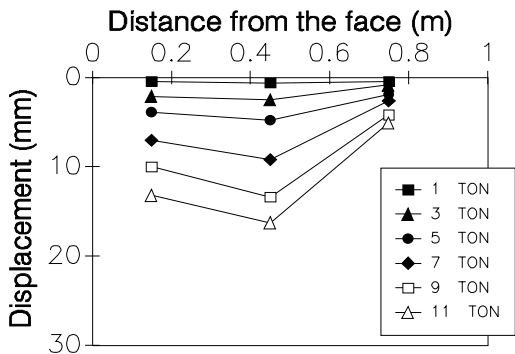 Distance from the face (m)
0 0.2 0.4 0.6 0.8 1
Displacement (mm)
0
10
20
30
1 TON
3 TON
5 TON
7 TON
9 TON
11 TON